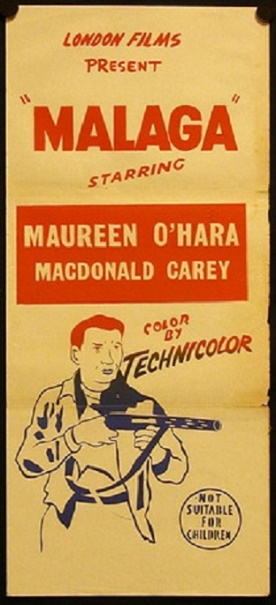 LONDON FILMS
PRESENT
"MALAGA"
STARRING
MAUREEN O'HARA
MACDONALD CAREY
COLOR
BY
TECHNICOLOR
NOT
SUITABLE
FOR
CHILDREN